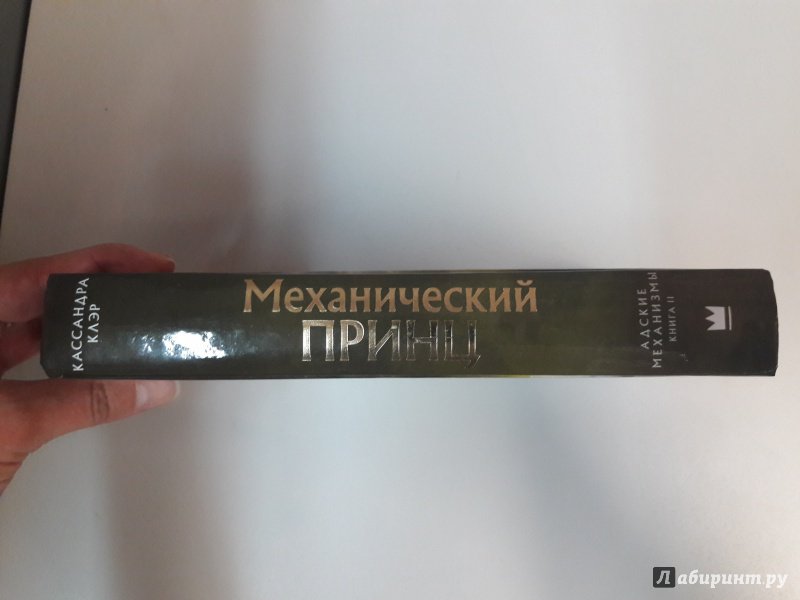 КАССАНДРА
КЛЭР
Механический
ПРИНЦ
АДСКИЕ
МЕХАНИЗМЫ
КНИГА II
Лабиринт.ру